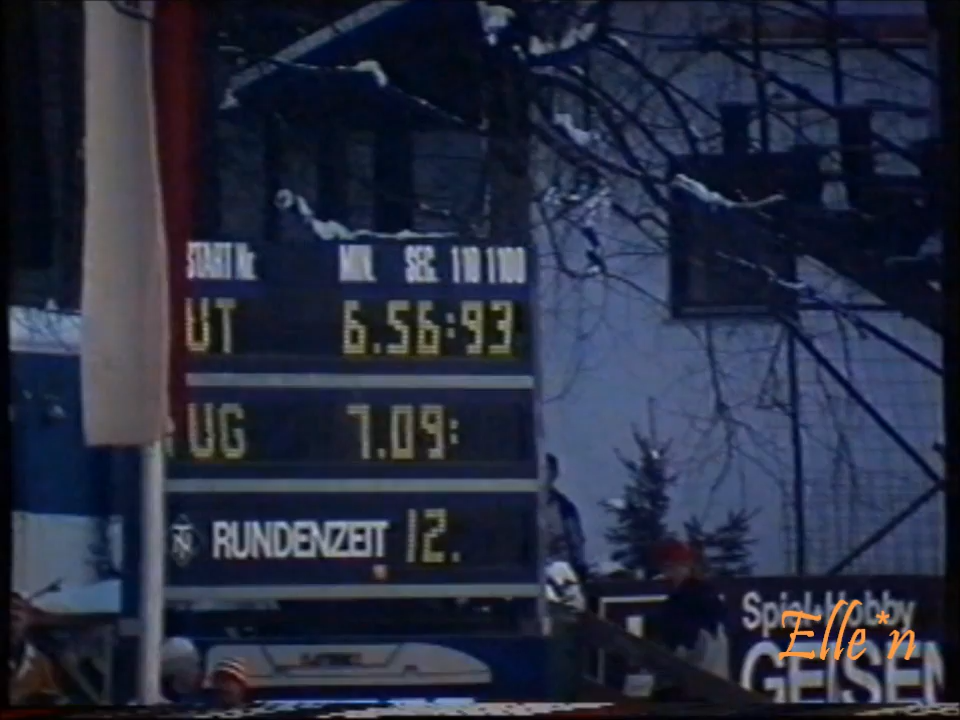 START Nr. MIN. SEC. 1/10 1/100
UT 6.56:93
UG 7.09:
RUNDENZEIT 12.
Spiel+Hobby
GEISEN
Elle*n